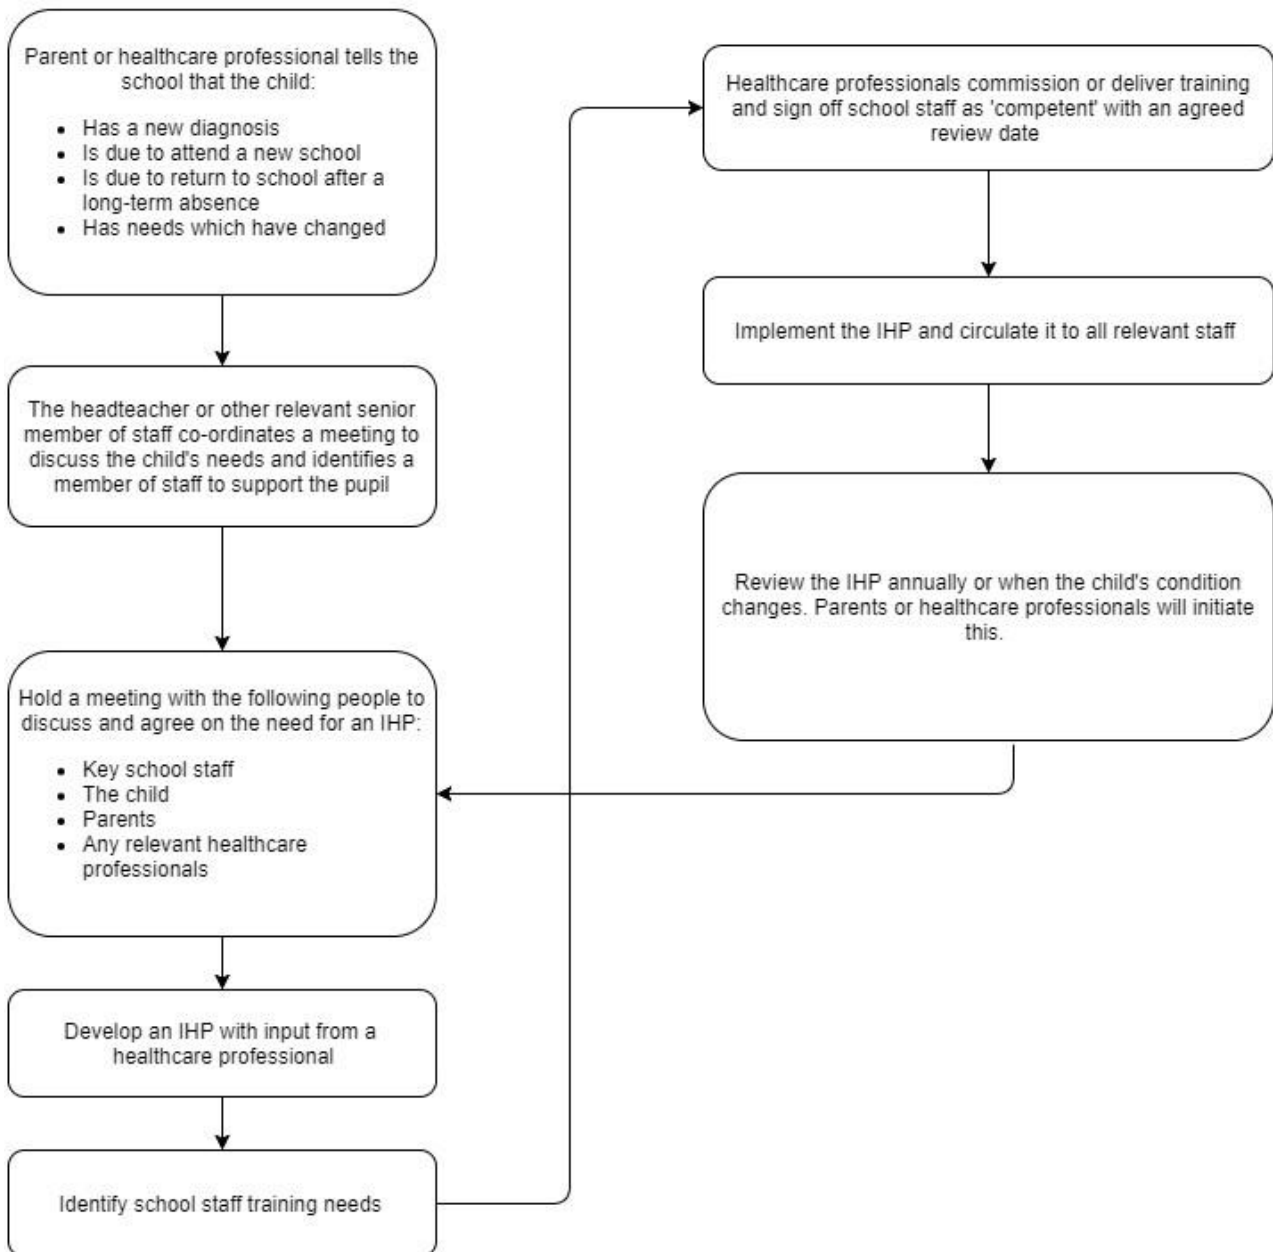 Parent or healthcare professional tells the
school that the child:
• Has a new diagnosis
• Is due to attend a new school
• Is due to return to school after a
long-term absence
• Has needs which have changed
The headteacher or other relevant senior
member of staff co-ordinates a meeting to
discuss the child's needs and identifies a
member of staff to support the pupil
Hold a meeting with the following people to
discuss and agree on the need for an IHP:
• Key school staff
• The child
• Parents
• Any relevant healthcare
professionals
Develop an IHP with input from a
healthcare professional
Identify school staff training needs
Healthcare professionals commission or deliver training
and sign off school staff as 'competent' with an agreed
review date
Implement the IHP and circulate it to all relevant staff
Review the IHP annually or when the child's condition
changes. Parents or healthcare professionals will initiate
this.